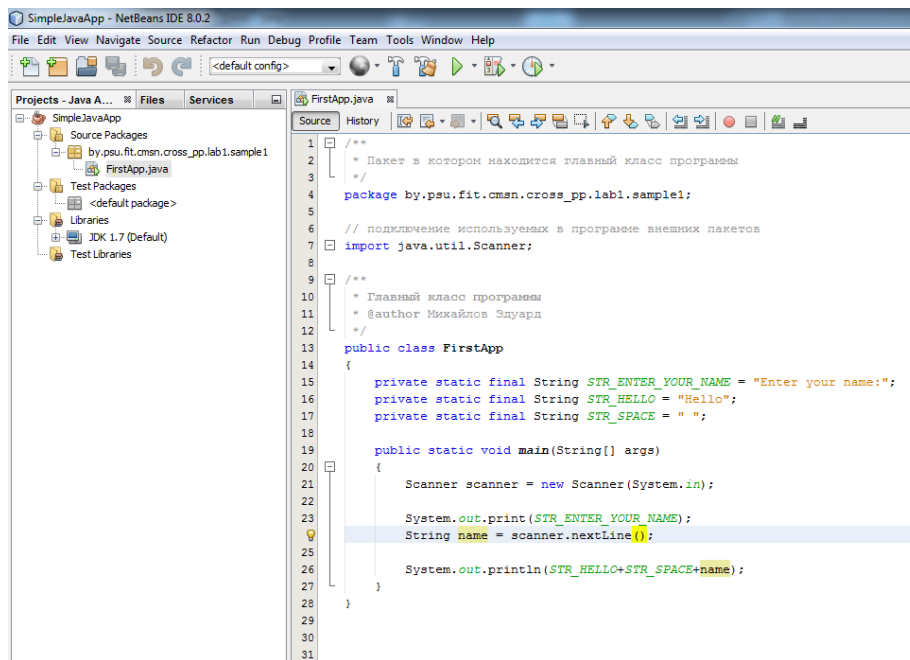 SimpleJavaApp - NetBeans IDE 8.0.2
File Edit View Navigate Source Refactor Run Debug Profile Team Tools Window Help
<default config>
Projects - Java A... Files Services
SimpleJavaApp
Source Packages
by.psu.fit.cmsn.cross_pp.lab1.sample1
FirstApp.java
Test Packages
<default package>
Libraries
JDK 1.7 (Default)
Test Libraries
FirstApp.java
Source History
1 /**
2 * Пакет в котором находится главный класс программы
3 */
4 package by.psu.fit.cmsn.cross_pp.lab1.sample1;
5
6 // подключение используемых в программе внешних пакетов
7 import java.util.Scanner;
8
9 /**
10 * Главный класс программы
11 * @author Михайлов Эдуард
12 */
13 public class FirstApp
14 {
15 private static final String STR_ENTER_YOUR_NAME = "Enter your name:";
16 private static final String STR_HELLO = "Hello";
17 private static final String STR_SPACE = " ";
18
19 public static void main(String[] args)
20 {
21 Scanner scanner = new Scanner(System.in);
22
23 System.out.print(STR_ENTER_YOUR_NAME);
String name = scanner.nextLine();
25
26 System.out.println(STR_HELLO+STR_SPACE+name);
27 }
28 }
29
30
31